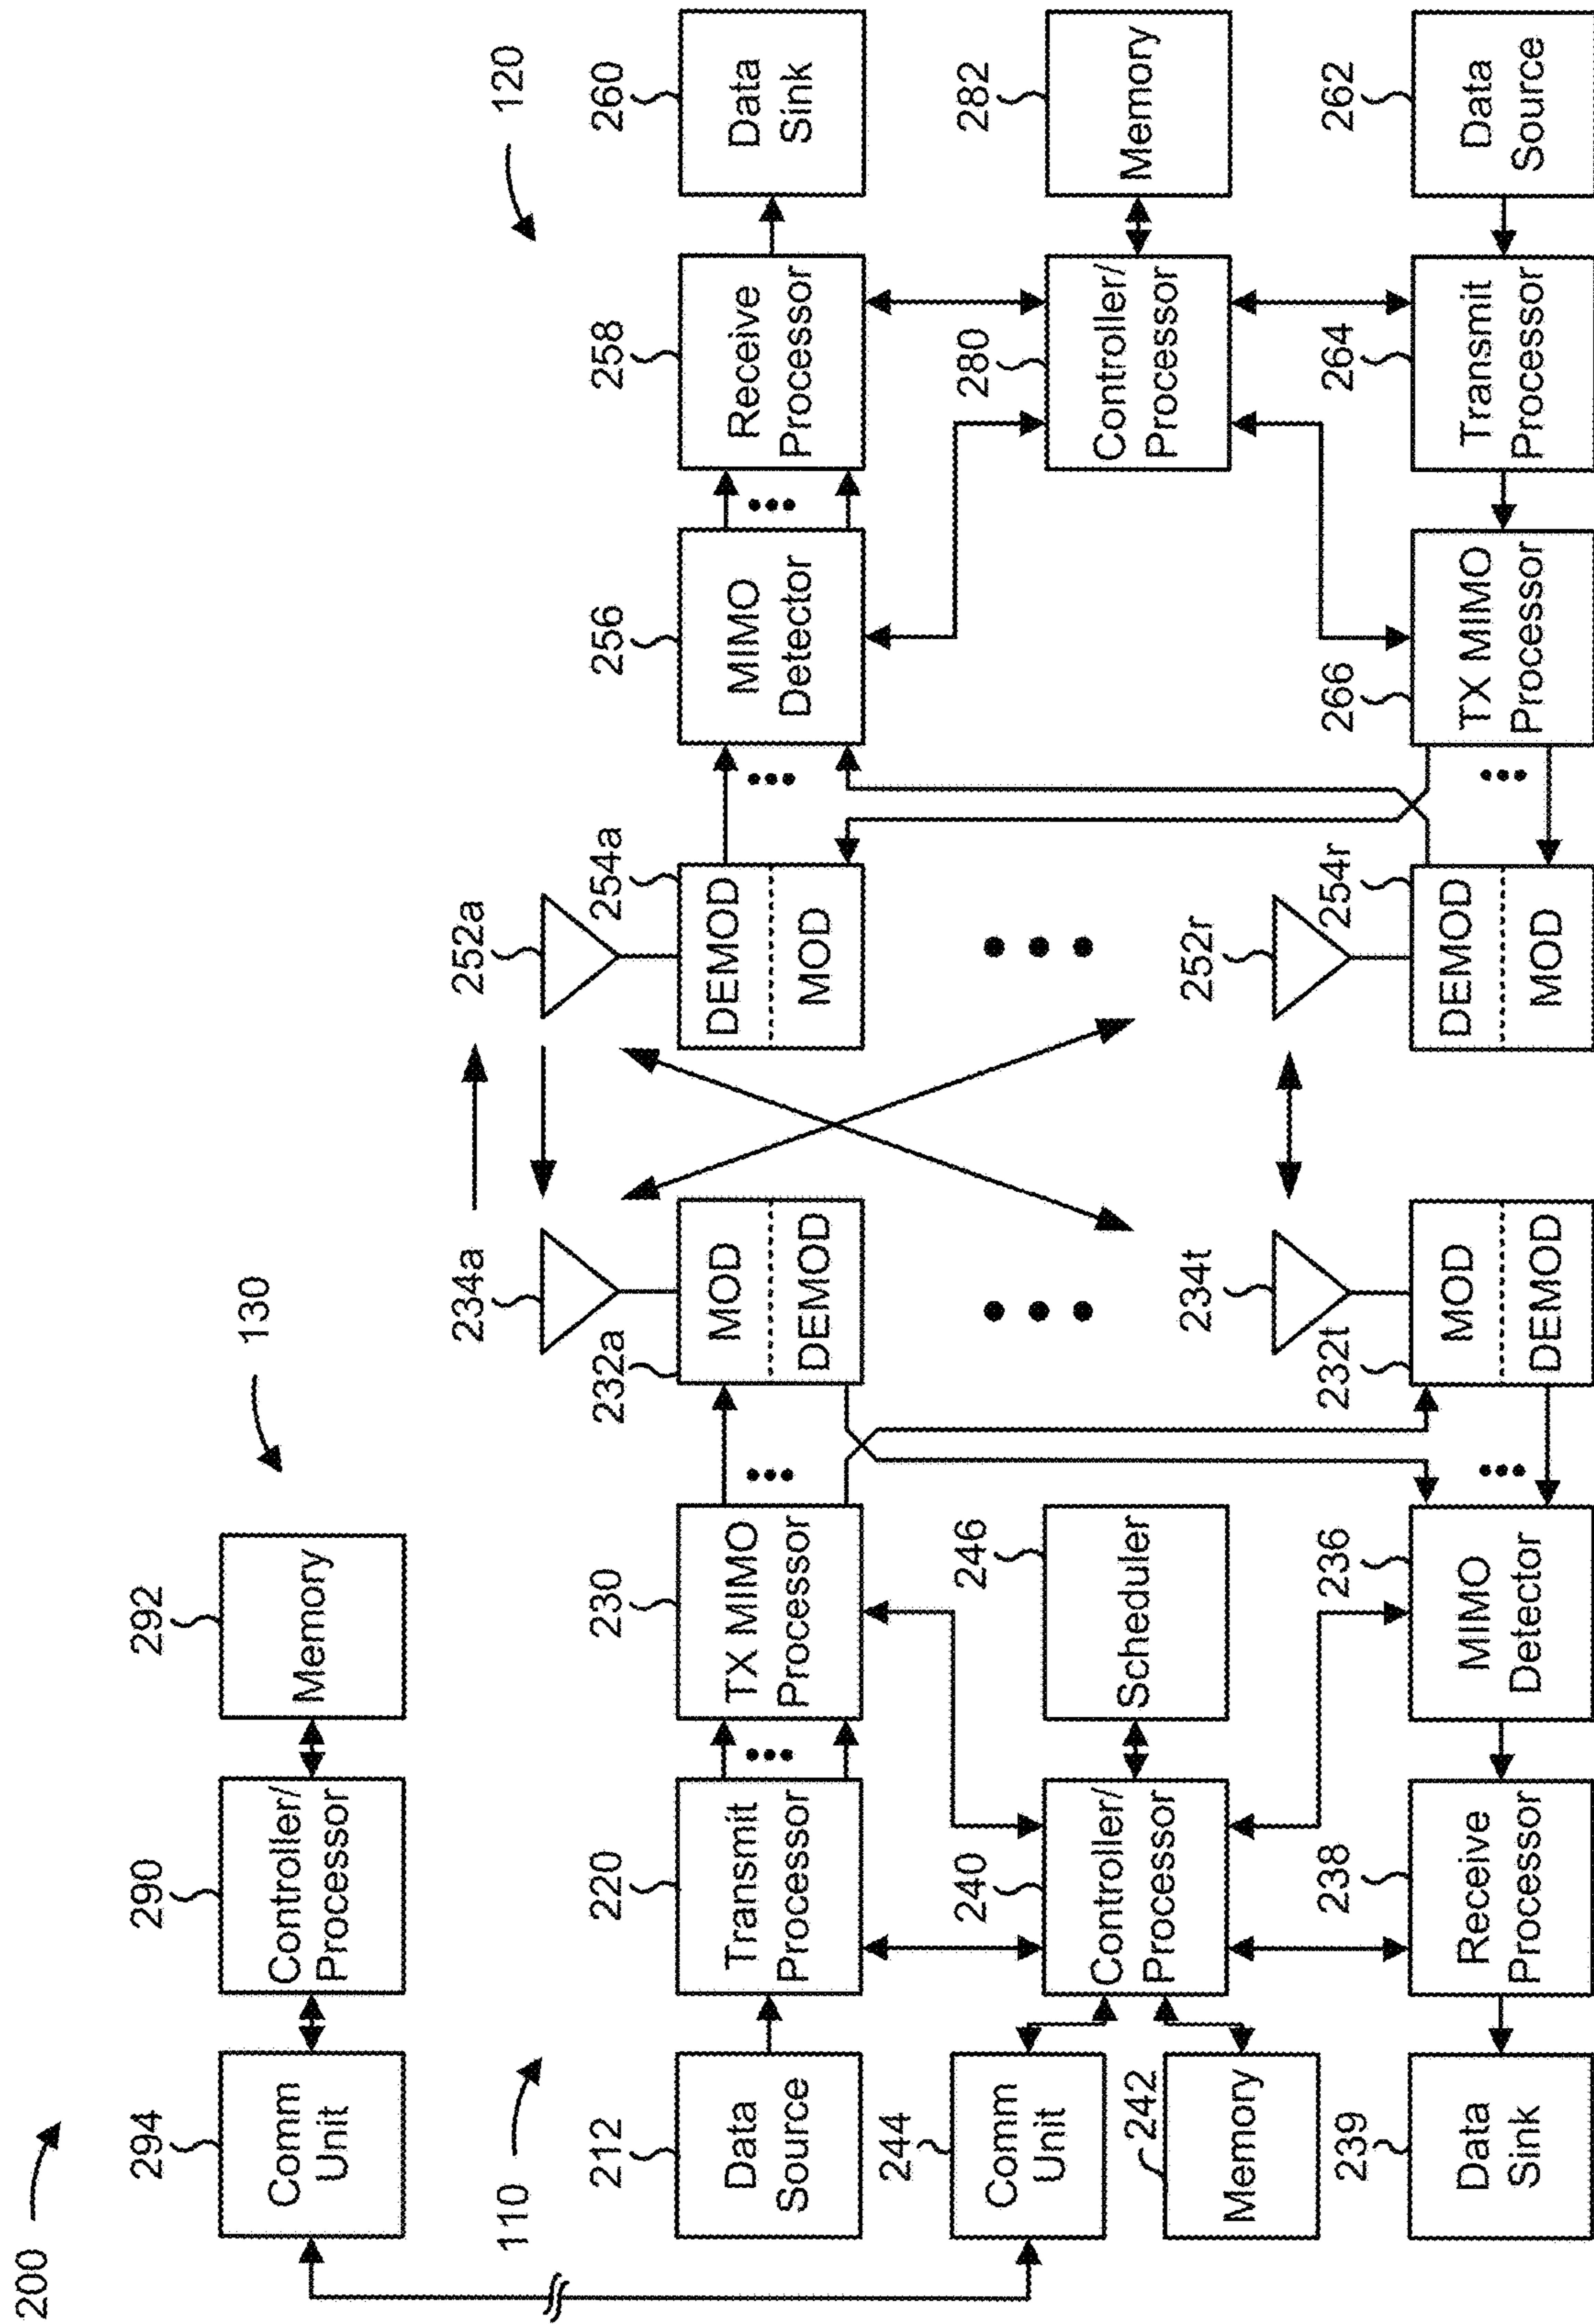 200
130
294
290
292
Comm
Unit
Controller/
Processor
Memory
110
120
212
220
230
232a
234a
252a
254a
256
258
260
Data
Source
Transmit
Processor
TX MIMO
Processor
MOD
DEMOD
DEMOD
MOD
MIMO
Detector
Receive
Processor
Data
Sink
244
240
246
280
282
Comm
Unit
242
Memory
Controller/
Processor
Scheduler
Controller/
Processor
Memory
239
238
236
232t
234t
252r
254r
266
264
262
Data
Sink
Receive
Processor
MIMO
Detector
MOD
DEMOD
DEMOD
MOD
TX MIMO
Processor
Transmit
Processor
Data
Source